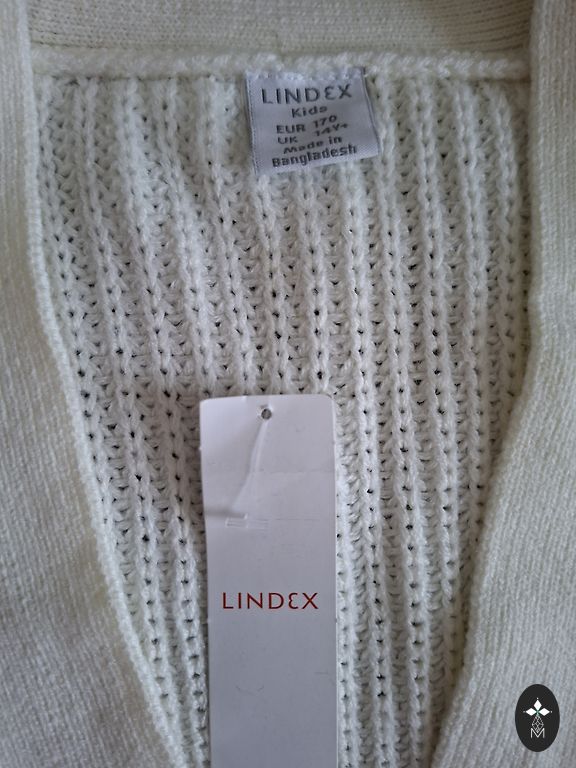 LINDEX
Kids
EUR 170
UK 14Y+
Made in
Bangladesh
LINDEX
M